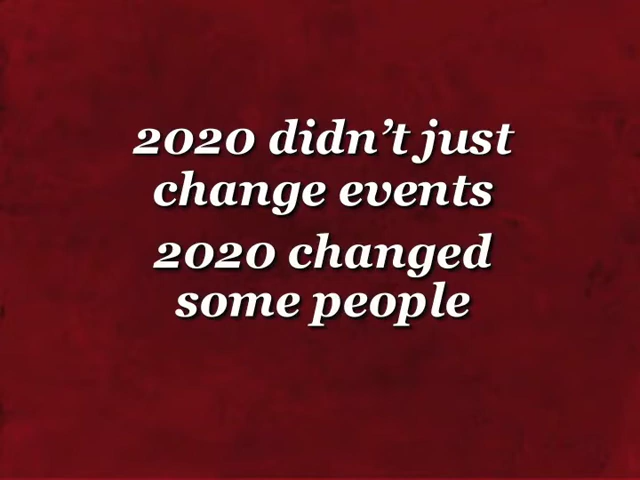 2020 didn’t just
change events
2020 changed
some people